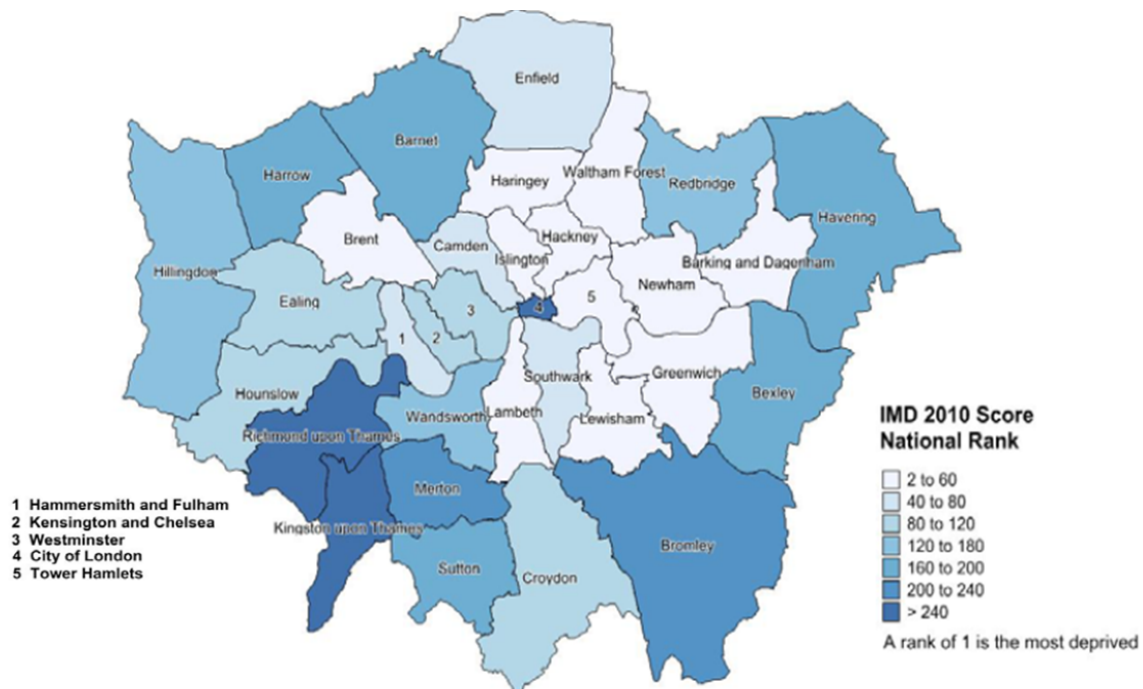 Enfield
Barnet
Harrow
Haringey
Waltham Forest
Redbridge
Havering
Brent
Camden
Hackney
Islington
Hillingdon
Barking and Dagenham
Newham
Ealing
5
4
3
2
1
Hounslow
Southwark
Greenwich
Bexley
Wandsworth
Lambeth
Lewisham
Richmond upon Thames
Merton
Kingston upon Thames
Bromley
Sutton
Croydon
1 Hammersmith and Fulham
2 Kensington and Chelsea
3 Westminster
4 City of London
5 Tower Hamlets
IMD 2010 Score
National Rank
2 to 60
40 to 80
80 to 120
120 to 180
160 to 200
200 to 240
> 240
A rank of 1 is the most deprived